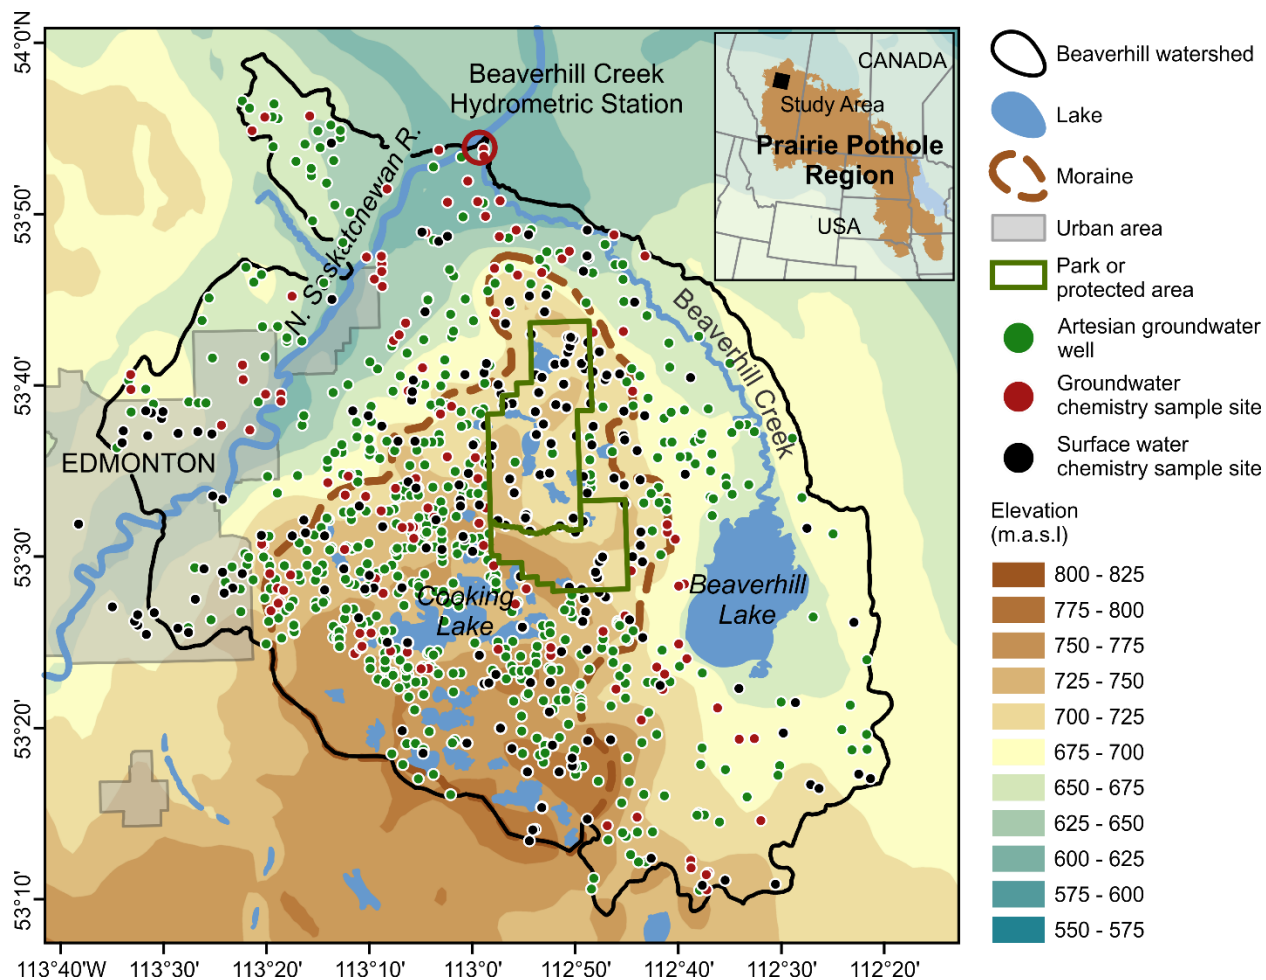 54°0'N
53°50'
53°40'
53°30'
53°20'
53°10'
113°40'W
113°30'
113°20'
113°10'
113°0'
112°50'
112°40'
112°30'
112°20'
Beaverhill Creek
Hydrometric Station
N. Saskatchewan R.
Beaverhill Creek
EDMONTON
Cooking
Lake
Beaverhill
Lake
CANADA
Study Area
Prairie Pothole
Region
USA
Beaverhill watershed
Lake
Moraine
Urban area
Park or
protected area
Artesian groundwater
well
Groundwater
chemistry sample site
Surface water
chemistry sample site
Elevation
(m.a.s.l)
800 - 825
775 - 800
750 - 775
725 - 750
700 - 725
675 - 700
650 - 675
625 - 650
600 - 625
575 - 600
550 - 575